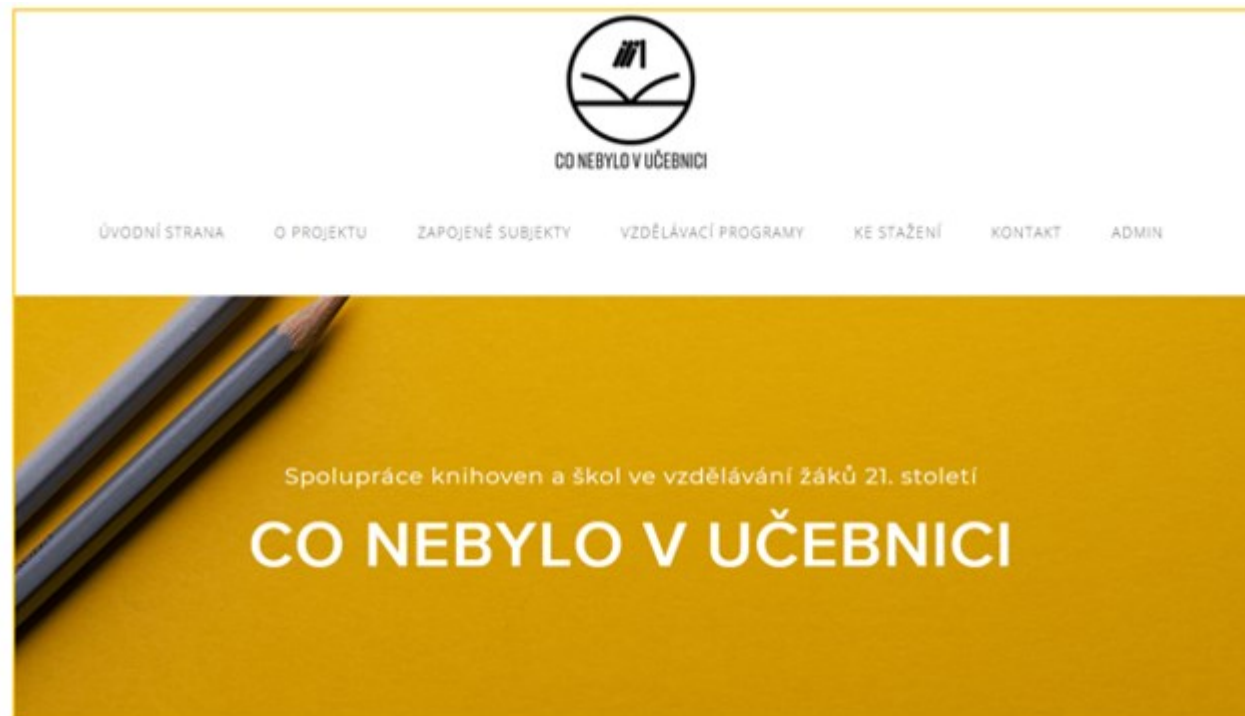 CO NEBYLO V UČEBNICI
ÚVODNÍ STRANA O PROJEKTU ZAPOJENÉ SUBJEKTY VZDĚLÁVACÍ PROGRAMY KE STAŽENÍ KONTAKT ADMIN
Spolupráce knihoven a škol ve vzdělávání žáků 21. století
CO NEBYLO V UČEBNICI